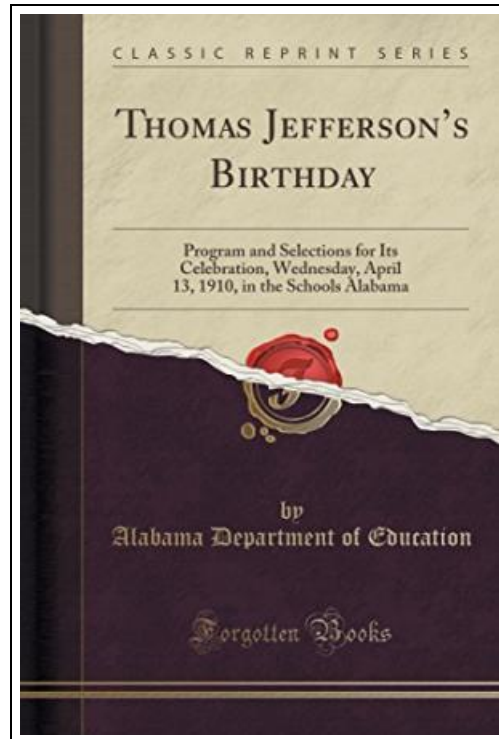 CLASSIC REPRINT SERIES
THOMAS JEFFERSON'S
BIRTHDAY
Program and Selections for Its
Celebration, Wednesday, April
13, 1910, in the Schools Alabama
by
Alabama Department of Education
Forgotten Books